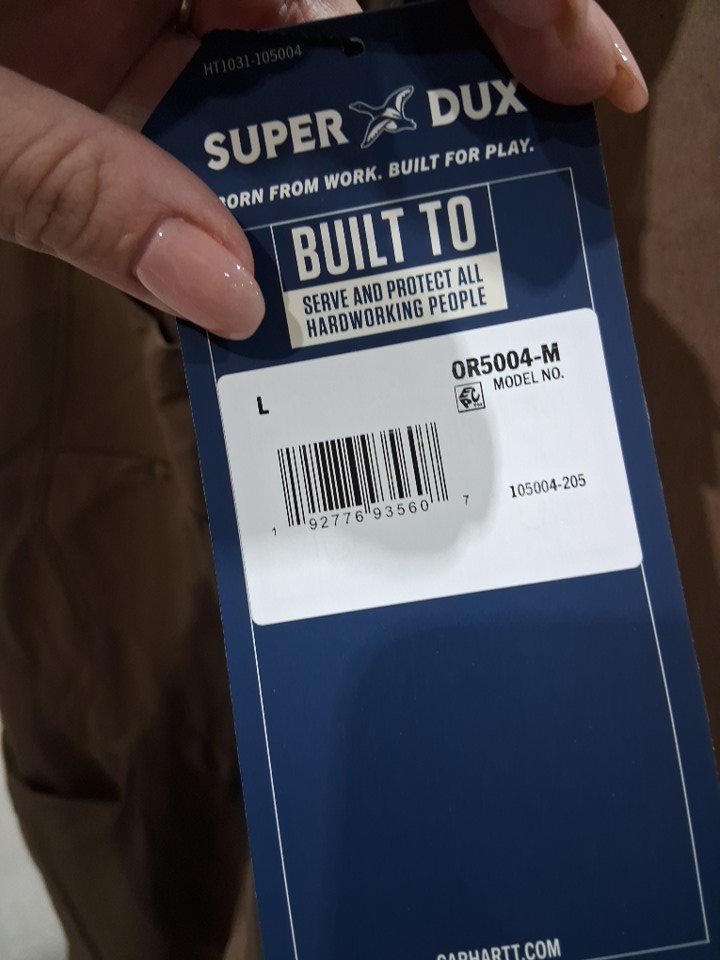 HT1031-105004
SUPER DUX
BORN FROM WORK. BUILT FOR PLAY.
BUILT TO
SERVE AND PROTECT ALL
HARDWORKING PEOPLE
L
OR5004-M
MODEL NO.
1 92776 93560 7
105004-205
CARHARTT.COM